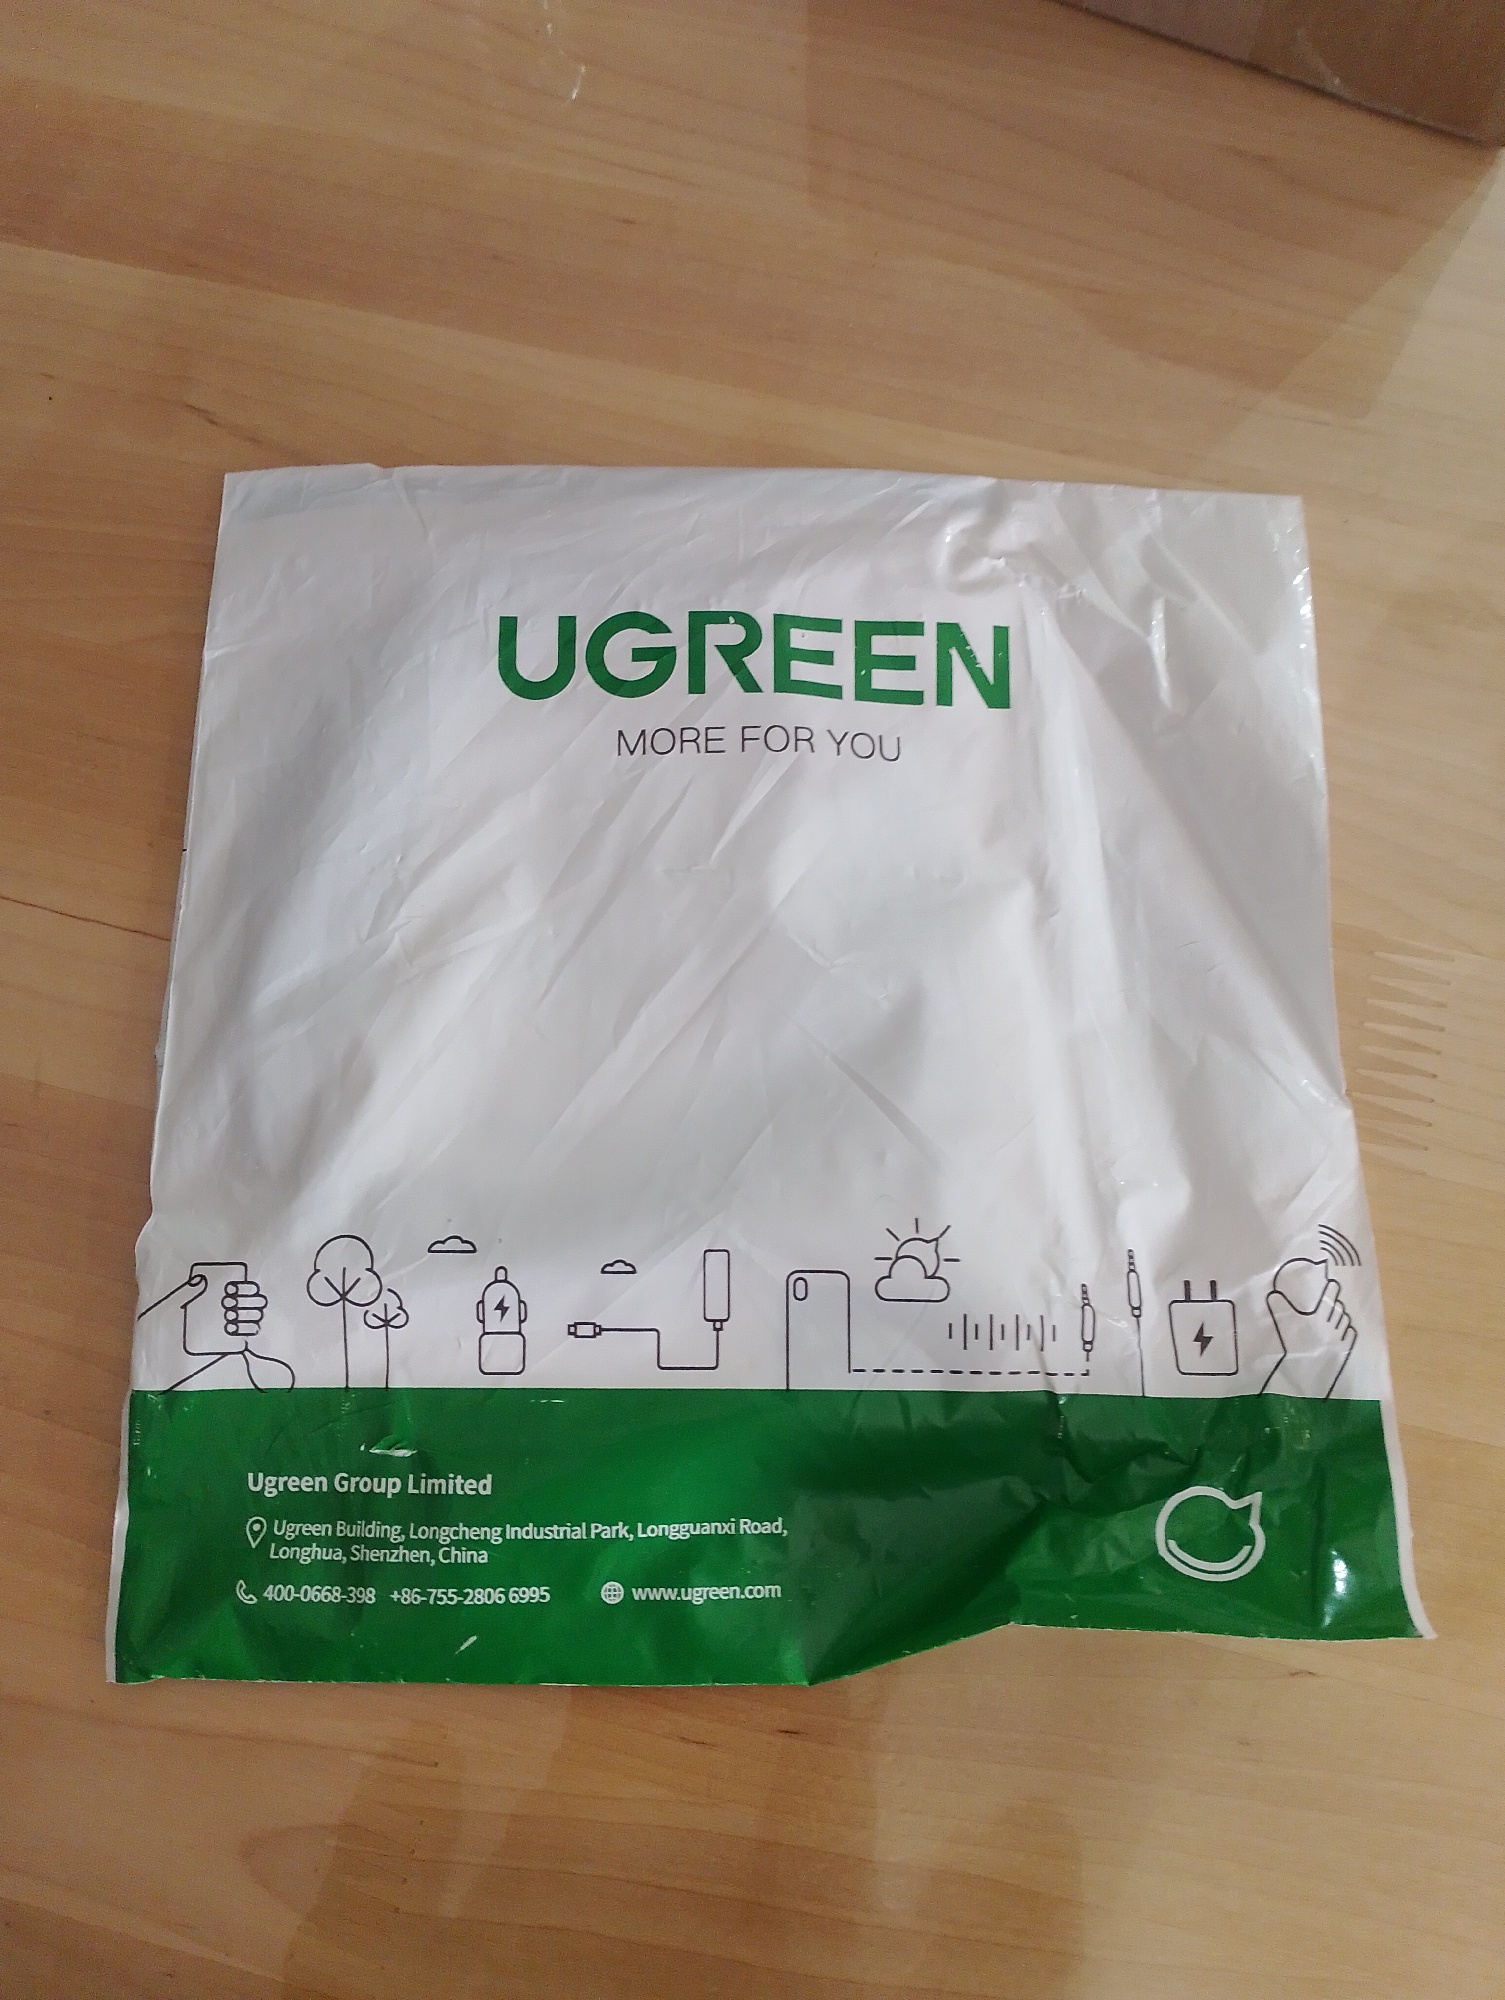 UGREEN
MORE FOR YOU
Ugreen Group Limited
Ugreen Building, Longcheng Industrial Park, Longguanxi Road,
Longhua, Shenzhen, China
400-0668-398 +86-755-2806 6995 www.ugreen.com